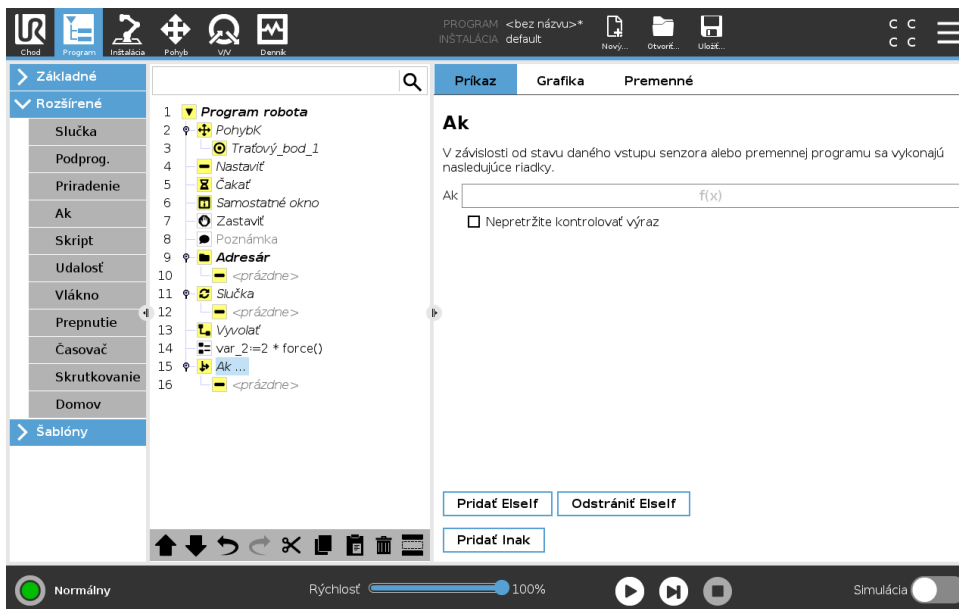 PROGRAM <bez názvu>*
INŠTALÁCIA default
Chod Program Inštalácia Pohyb V/V Denník Nový... Otvoriť... Uložiť...
C C
C C
Základné
Rozšírené
Slučka
Podprog.
Priradenie
Ak
Skript
Udalosť
Vlákno
Prepnutie
Časovač
Skrutkovanie
Domov
Šablóny
1 Program robota
2 PohybK
3 Traťový_bod_1
4 Nastaviť
5 Čakať
6 Samostatné okno
7 Zastaviť
8 Poznámka
9 Adresár
10 <prázdne>
11 Slučka
12 <prázdne>
13 Vyvolať
14 var_2≔2 * force()
15 Ak ...
16 <prázdne>
Príkaz Grafika Premenné
Ak
V závislosti od stavu daného vstupu senzora alebo premennej programu sa vykonajú
nasledujúce riadky.
Ak f(x)
Nepretržite kontrolovať výraz
Pridať ElseIf Odstrániť ElseIf
Pridať Inak
Normálny Rýchlosť 100% Simulácia